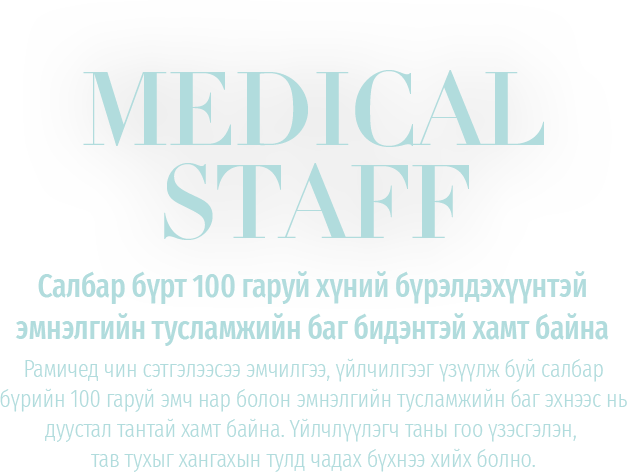 MEDICAL
STAFF
Салбар бүрт 100 гаруй хүний бүрэлдэхүүнтэй
эмнэлгийн тусламжийн баг бидэнтэй хамт байна
Рамичед чин сэтгэлээсээ эмчилгээ, үйлчилгээг үзүүлж буй салбар
бүрийн 100 гаруй эмч нар болон эмнэлгийн тусламжийн баг эхнээс нь
дуустал тантай хамт байна. Үйлчлүүлэгч таны гоо үзэсгэлэн,
тав тухыг хангахын тулд чадах бүхнээ хийх болно.